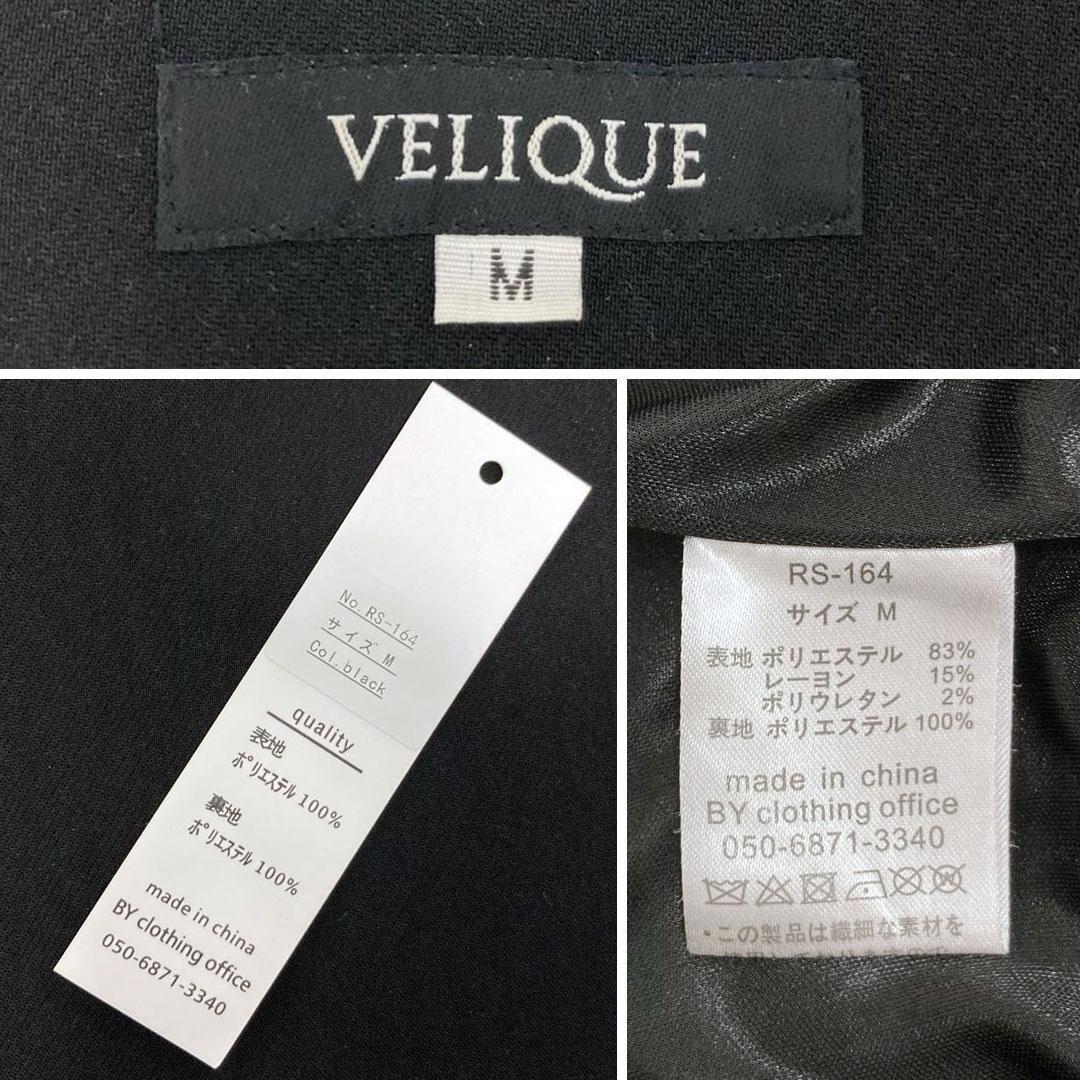 VELIQUE
M
No. RS-164
サイズ M
Col.black
quality
表地
ポリエステル 100%
裏地
ポリエステル 100%
made in china
BY clothing office
050-6871-3340
RS-164
サイズ M
表地 ポリエステル 83%
レーヨン 15%
ポリウレタン 2%
裏地 ポリエステル 100%
made in china
BY clothing office
050-6871-3340
・この製品は繊細な素材を